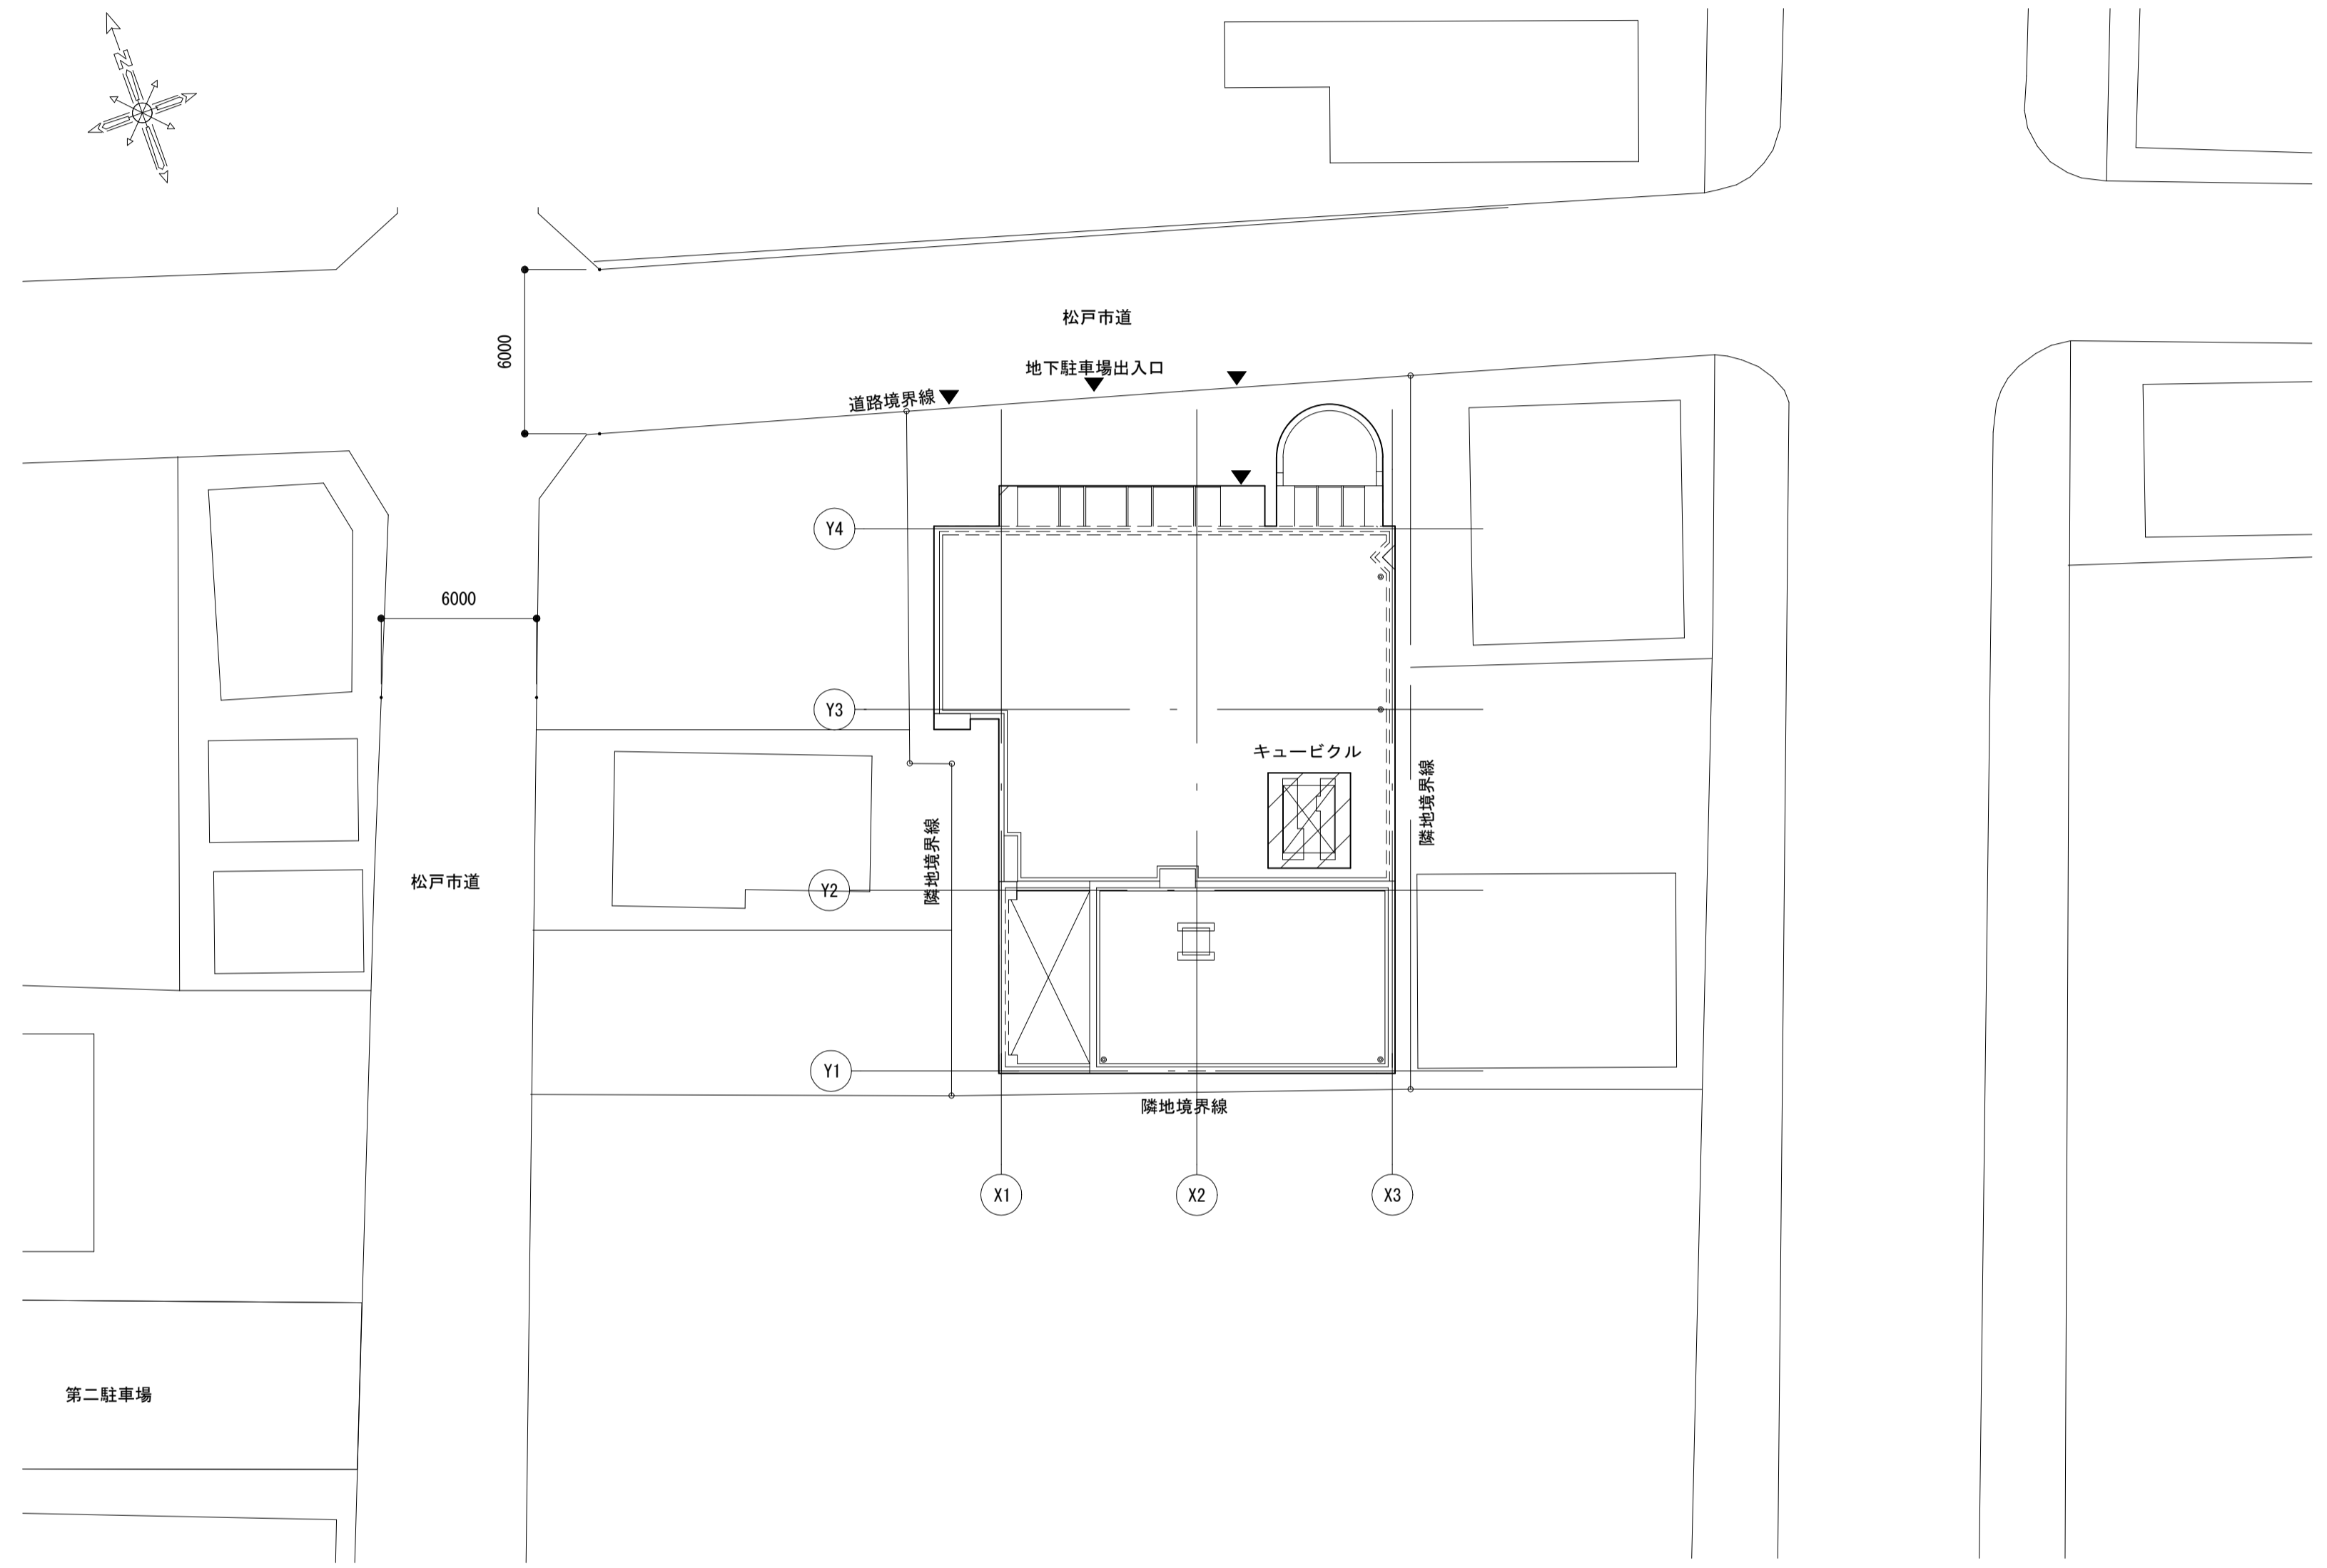 N
松戸市道
6000
地下駐車場出入口
道路境界線
Y4
6000
Y3
キュービクル
隣地境界線
隣地境界線
松戸市道
Y2
Y1
隣地境界線
X1
X2
X3
第二駐車場